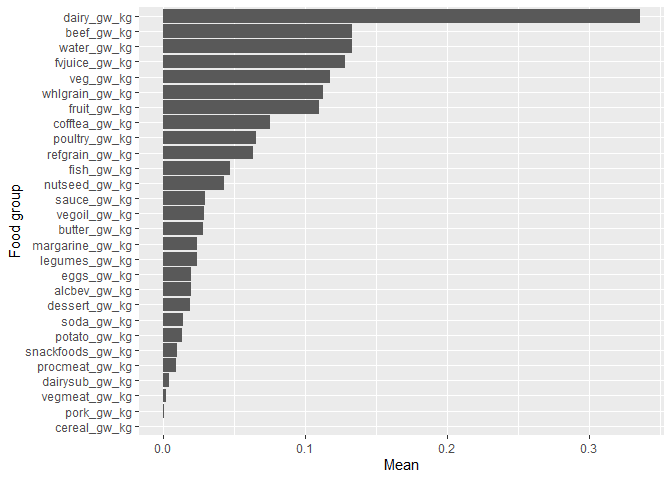 Food group
dairy_gw_kg
beef_gw_kg
water_gw_kg
fvjuice_gw_kg
veg_gw_kg
whlgrain_gw_kg
fruit_gw_kg
cofftea_gw_kg
poultry_gw_kg
refgrain_gw_kg
fish_gw_kg
nutseed_gw_kg
sauce_gw_kg
vegoil_gw_kg
butter_gw_kg
margarine_gw_kg
legumes_gw_kg
eggs_gw_kg
alcbev_gw_kg
dessert_gw_kg
soda_gw_kg
potato_gw_kg
snackfoods_gw_kg
procmeat_gw_kg
dairysub_gw_kg
vegmeat_gw_kg
pork_gw_kg
cereal_gw_kg
0.0 0.1 0.2 0.3
Mean